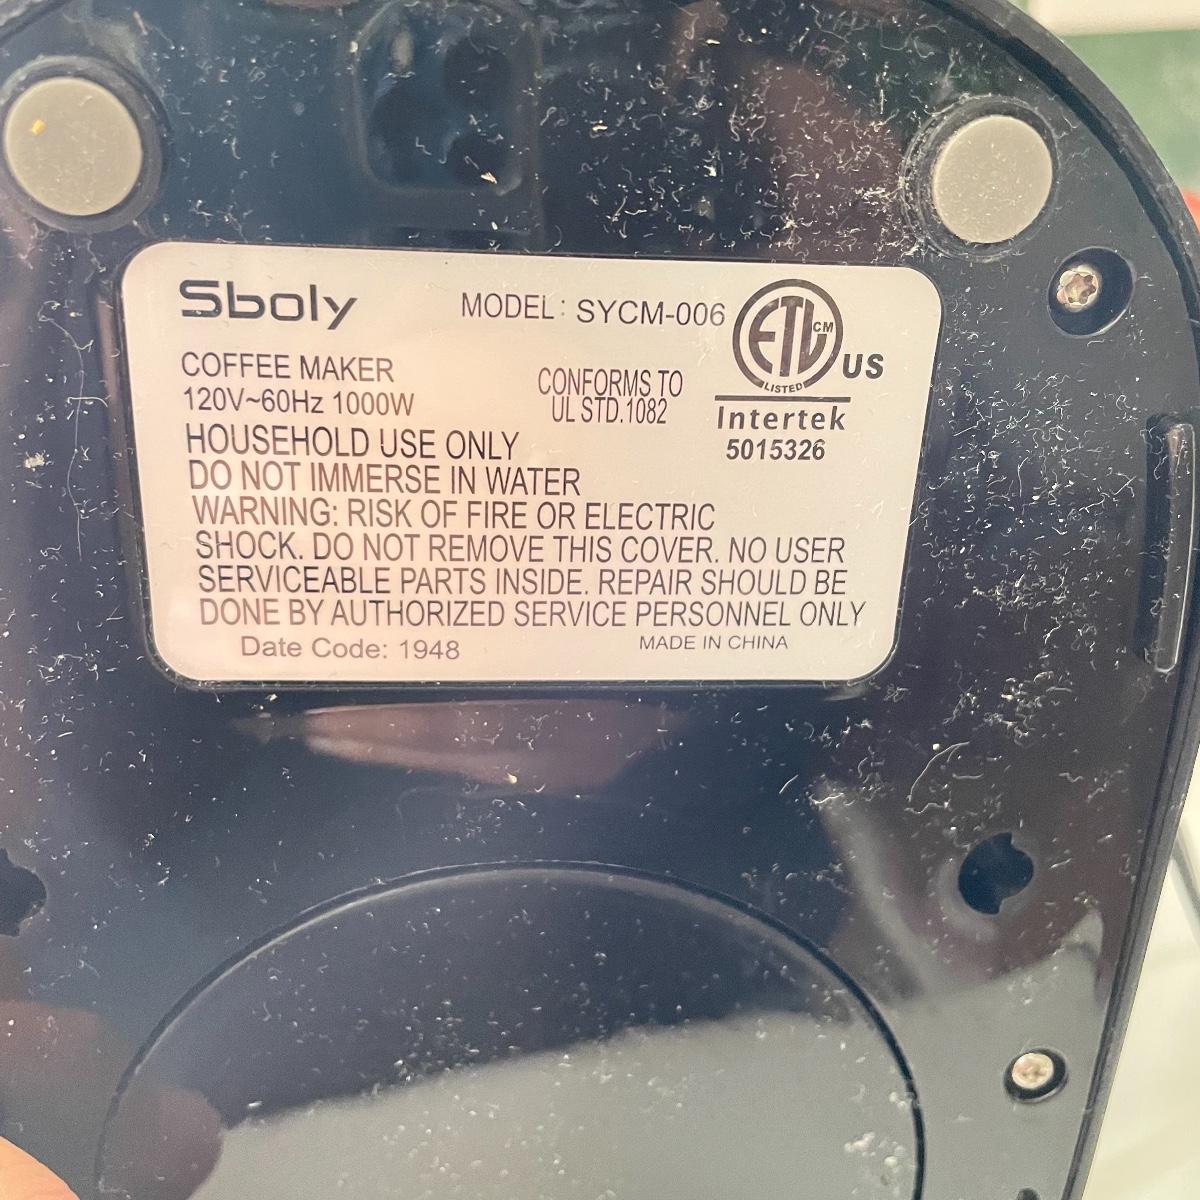 Sboly
MODEL: SYCM-006
ETL CM
LISTED
US
COFFEE MAKER
120V~60Hz 1000W
CONFORMS TO
UL STD.1082
Intertek
5015326
HOUSEHOLD USE ONLY
DO NOT IMMERSE IN WATER
WARNING: RISK OF FIRE OR ELECTRIC
SHOCK. DO NOT REMOVE THIS COVER. NO USER
SERVICEABLE PARTS INSIDE. REPAIR SHOULD BE
DONE BY AUTHORIZED SERVICE PERSONNEL ONLY
Date Code: 1948
MADE IN CHINA